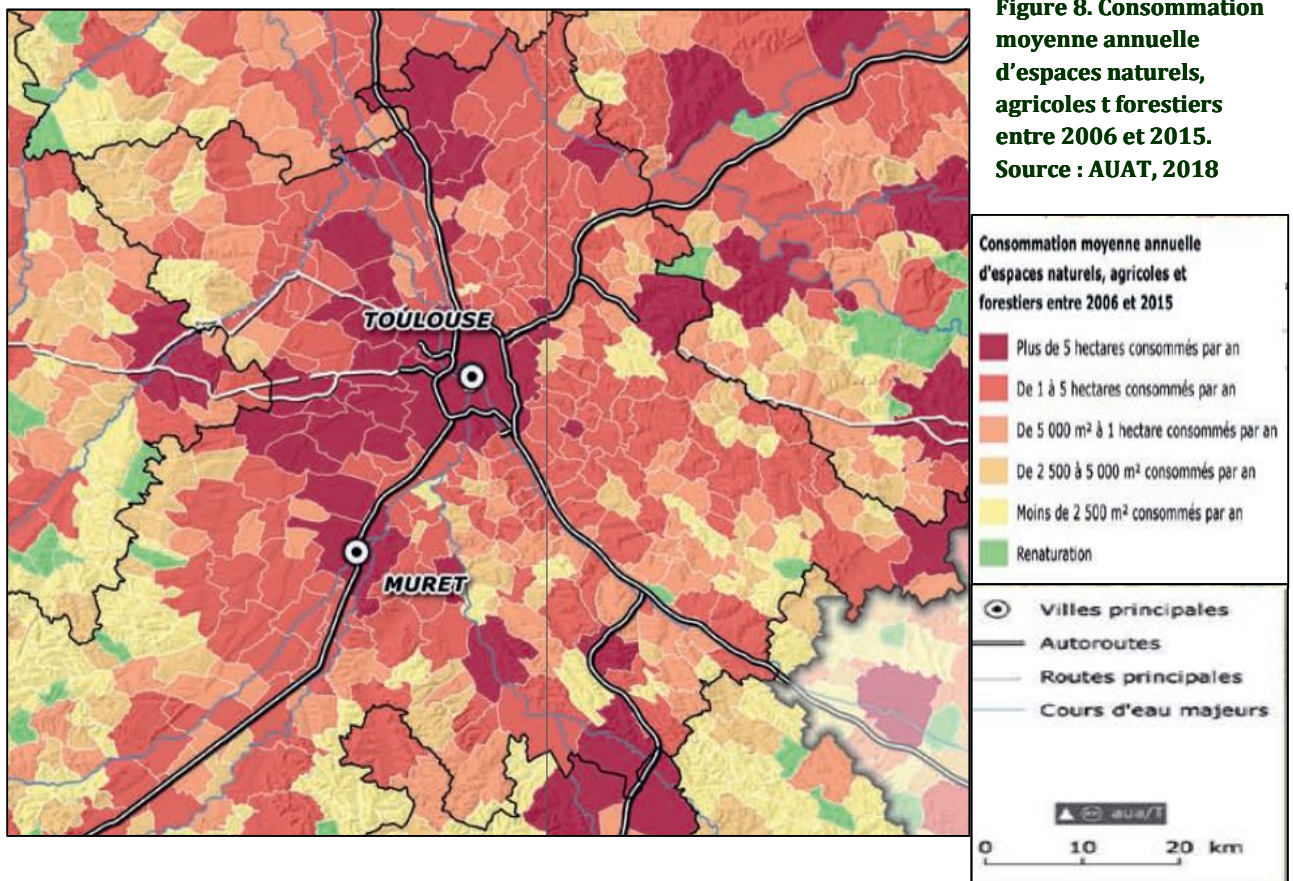 Figure 8. Consommation
moyenne annuelle
d'espaces naturels,
agricoles t forestiers
entre 2006 et 2015.
Source : AUAT, 2018
TOULOUSE
MURET
Consommation moyenne annuelle
d'espaces naturels, agricoles et
forestiers entre 2006 et 2015
Plus de 5 hectares consommés par an
De 1 à 5 hectares consommés par an
De 5 000 m² à 1 hectare consommés par an
De 2 500 à 5 000 m² consommés par an
Moins de 2 500 m² consommés par an
Renaturation
Villes principales
Autoroutes
Routes principales
Cours d'eau majeurs
aua/T
0 10 20 km